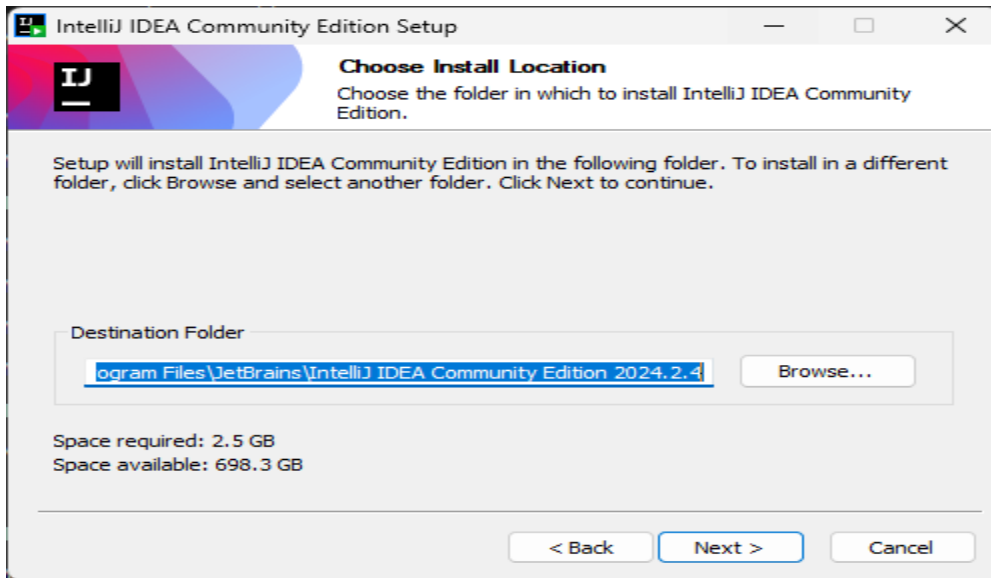 IntelliJ IDEA Community Edition Setup
IJ
Choose Install Location
Choose the folder in which to install IntelliJ IDEA Community
Edition.
Setup will install IntelliJ IDEA Community Edition in the following folder. To install in a different
folder, click Browse and select another folder. Click Next to continue.
Destination Folder
ogram Files\JetBrains\IntelliJ IDEA Community Edition 2024.2.4
Browse...
Space required: 2.5 GB
Space available: 698.3 GB
< Back
Next >
Cancel